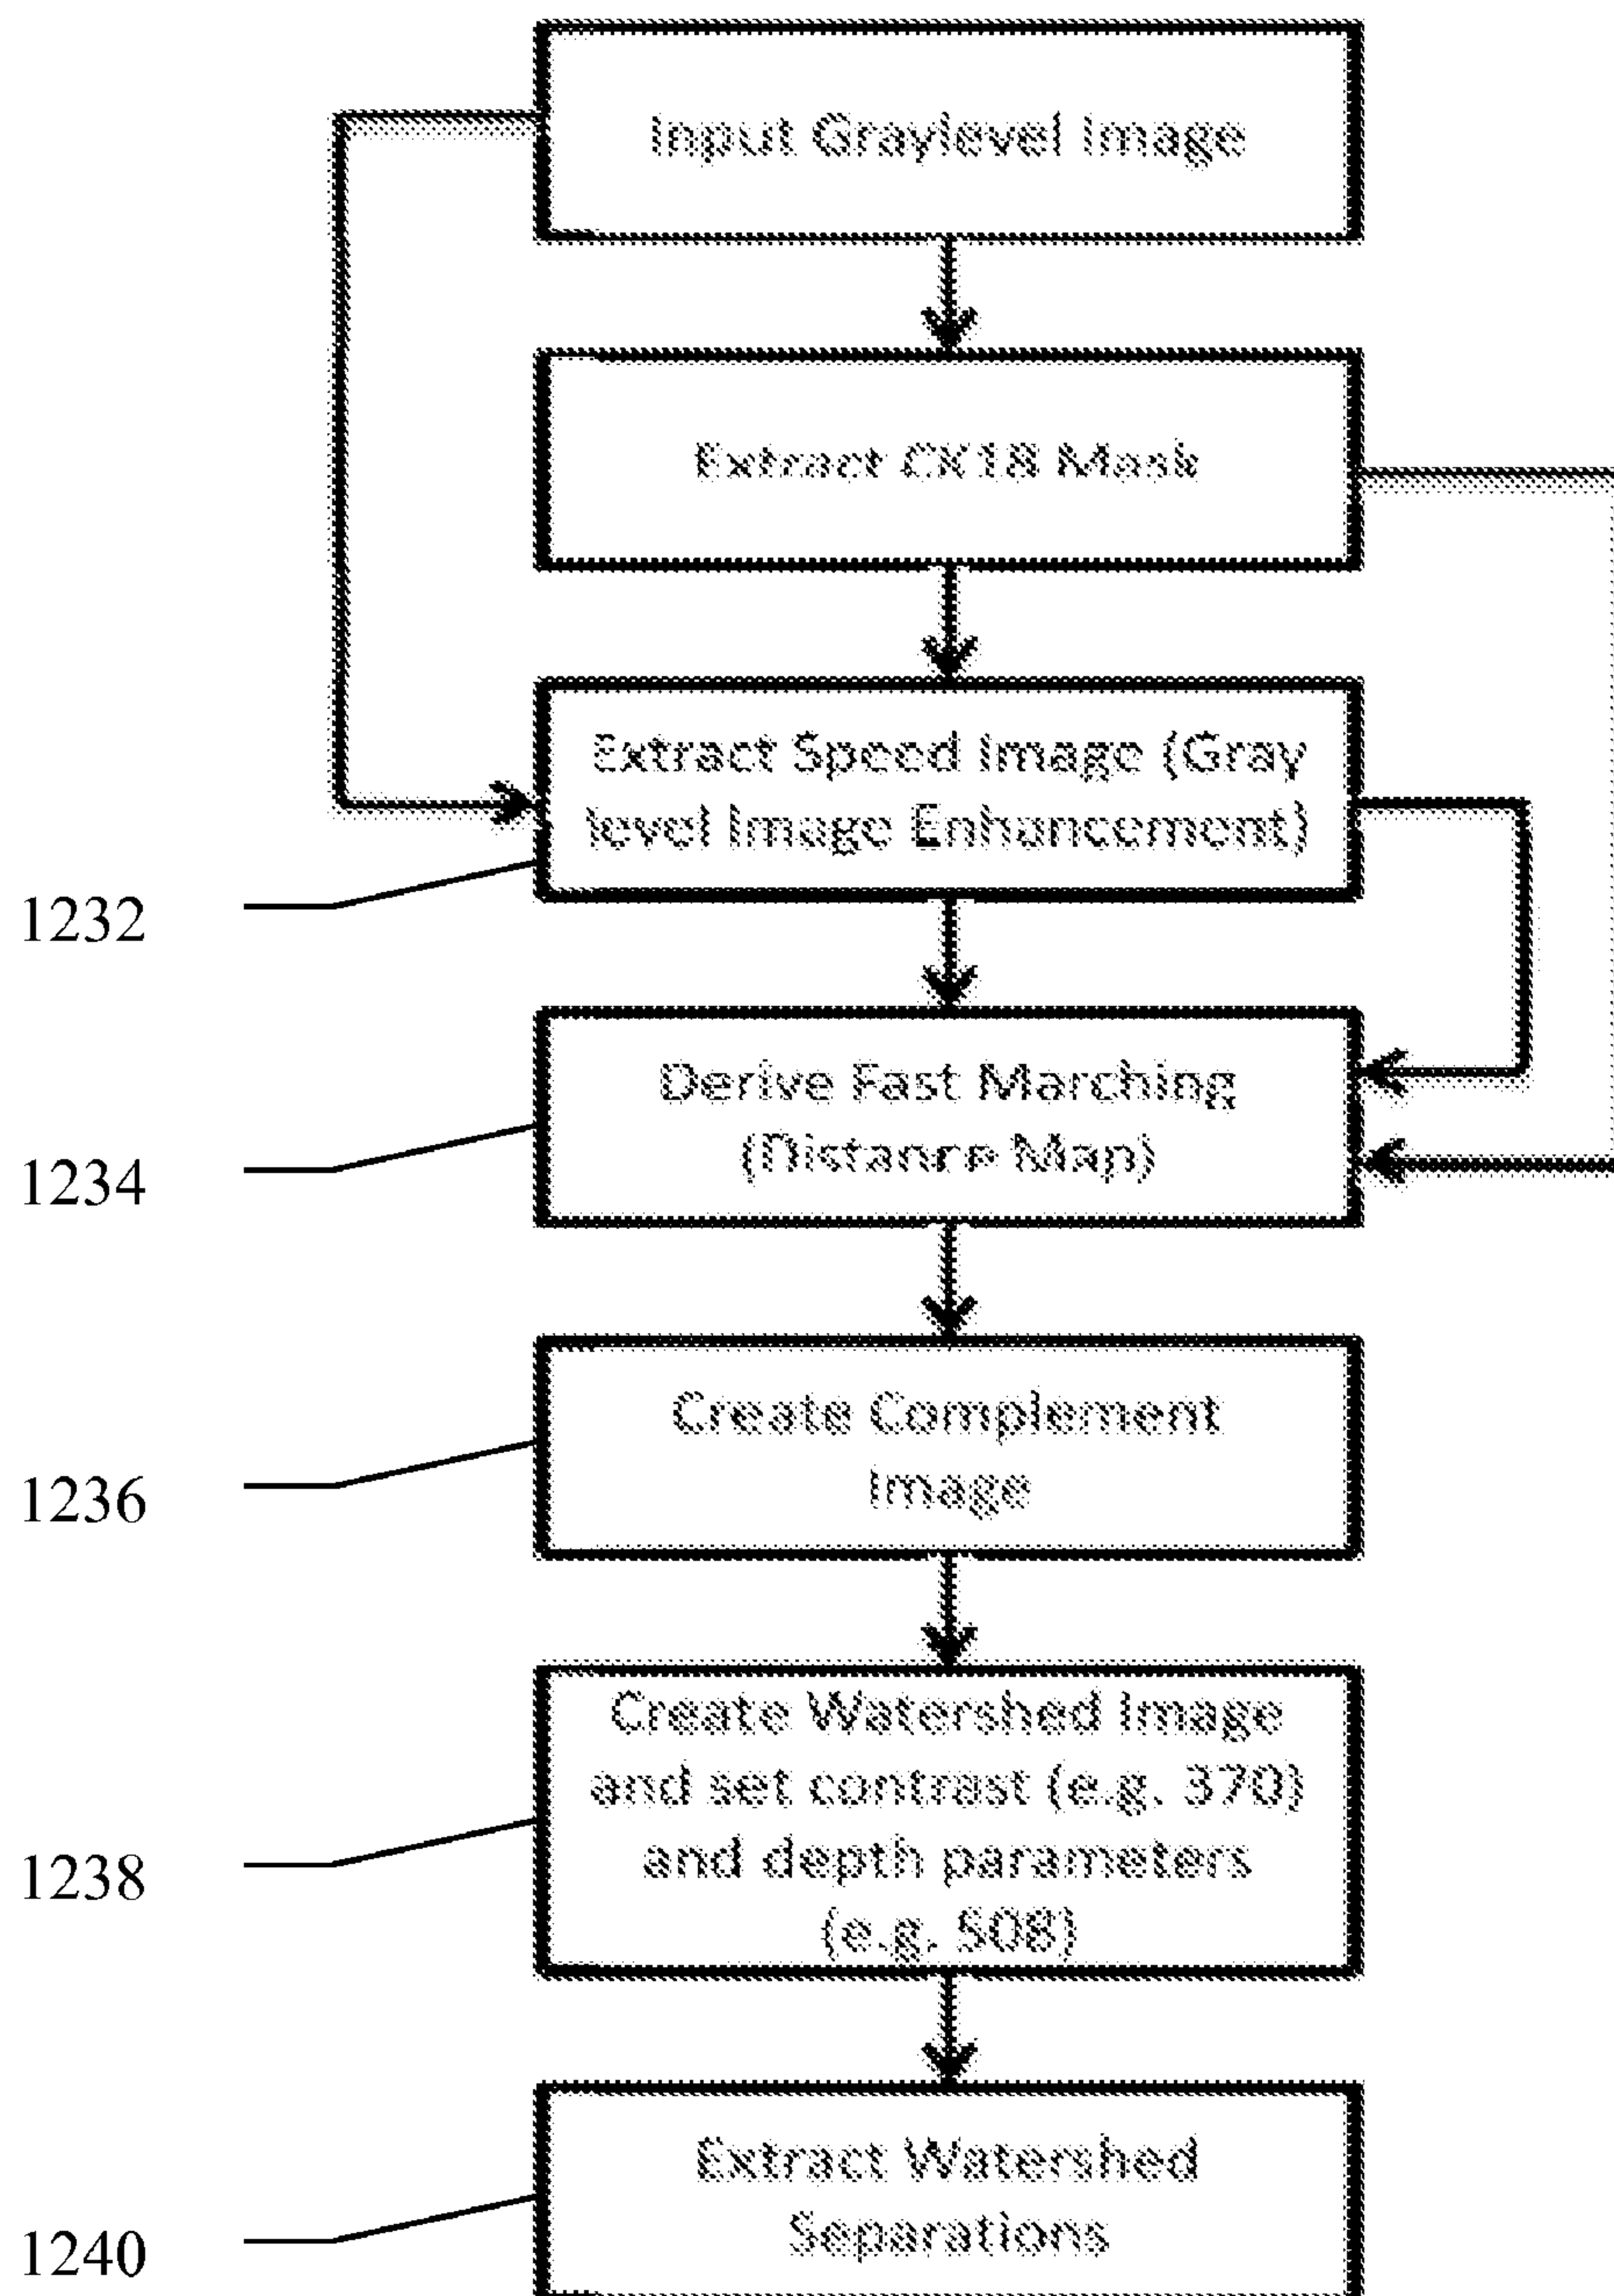 Input Graylevel Image
Extract CK18 Mask
Extract Speed Image (Gray
level Image Enhancement)
1232
Derive Fast Marching
(Distance Map)
1234
Create Complement
Image
1236
Create Watershed Image
and set contrast (e.g. 370)
and depth parameters
(e.g. 508)
1238
Extract Watershed
Separations
1240